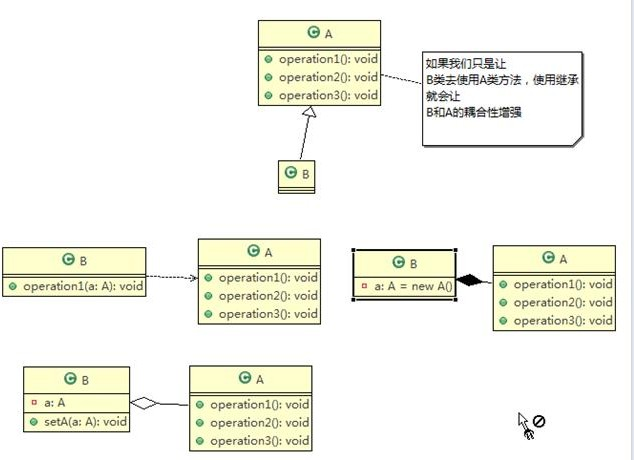 A
operation1(): void
operation2(): void
operation3(): void
如果我们只是让
B类去使用A类方法，使用继承
就会让
B和A的耦合性增强
B
B
operation1(a: A): void
A
operation1(): void
operation2(): void
operation3(): void
B
a: A = new A()
A
operation1(): void
operation2(): void
operation3(): void
B
a: A
setA(a: A): void
A
operation1(): void
operation2(): void
operation3(): void